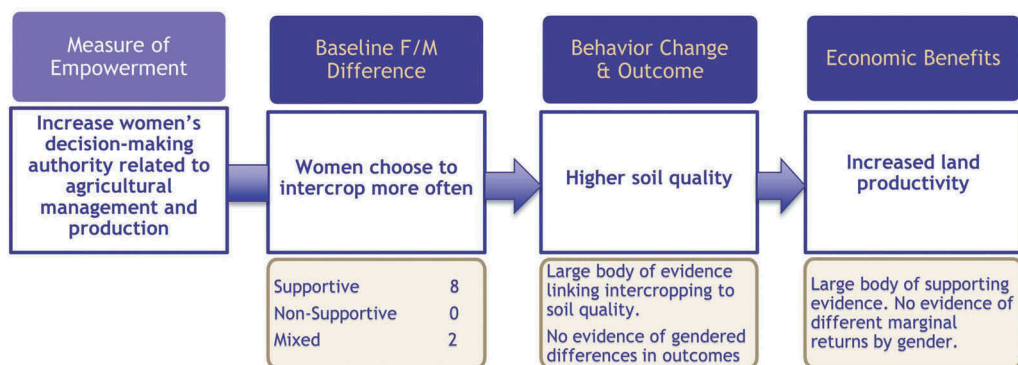 Measure of
Empowerment
Increase women's
decision-making
authority related to
agricultural
management and
production
Baseline F/M
Difference
Women choose to
intercrop more often
Supportive 8
Non-Supportive 0
Mixed 2
Behavior Change
& Outcome
Higher soil quality
Large body of evidence
linking intercropping to
soil quality.
No evidence of gendered
differences in outcomes
Economic Benefits
Increased land
productivity
Large body of supporting
evidence. No evidence of
different marginal
returns by gender.